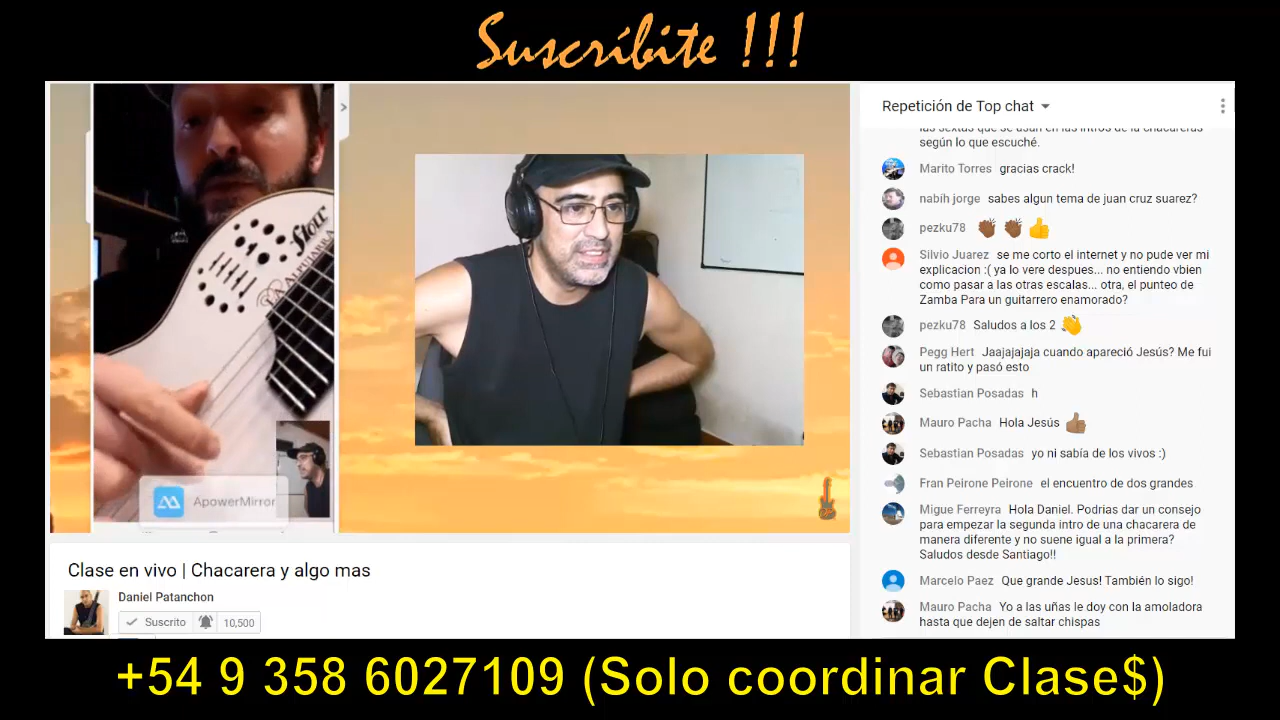 Suscríbite !!!
Stour
LA ALPUJARRA
ApowerMirror
Clase en vivo | Chacarera y algo mas
Daniel Patanchon
Suscrito 10,500
Repetición de Top chat
las sextas que se usan en las intros de la chacareras
según lo que escuché.
Marito Torres gracias crack!
nabíh jorge sabes algun tema de juan cruz suarez?
pezku78 👏🏾 👏🏾 👍
Silvio Juarez se me corto el internet y no pude ver mi
explicacion :( ya lo vere despues... no entiendo vbien
como pasar a las otras escalas... otra, el punteo de
Zamba Para un guitarrero enamorado?
pezku78 Saludos a los 2 👏
Pegg Hert Jaajajajaja cuando apareció Jesús? Me fui
un ratito y pasó esto
Sebastian Posadas h
Mauro Pacha Hola Jesús 👍🏽
Sebastian Posadas yo ni sabía de los vivos :)
Fran Peirone Peirone el encuentro de dos grandes
Migue Ferreyra Hola Daniel. Podrias dar un consejo
para empezar la segunda intro de una chacarera de
manera diferente y no suene igual a la primera?
Saludos desde Santiago!!
Marcelo Paez Que grande Jesus! También lo sigo!
Mauro Pacha Yo a las uñas le doy con la amoladora
hasta que dejen de saltar chispas
+54 9 358 6027109 (Solo coordinar Clase$)